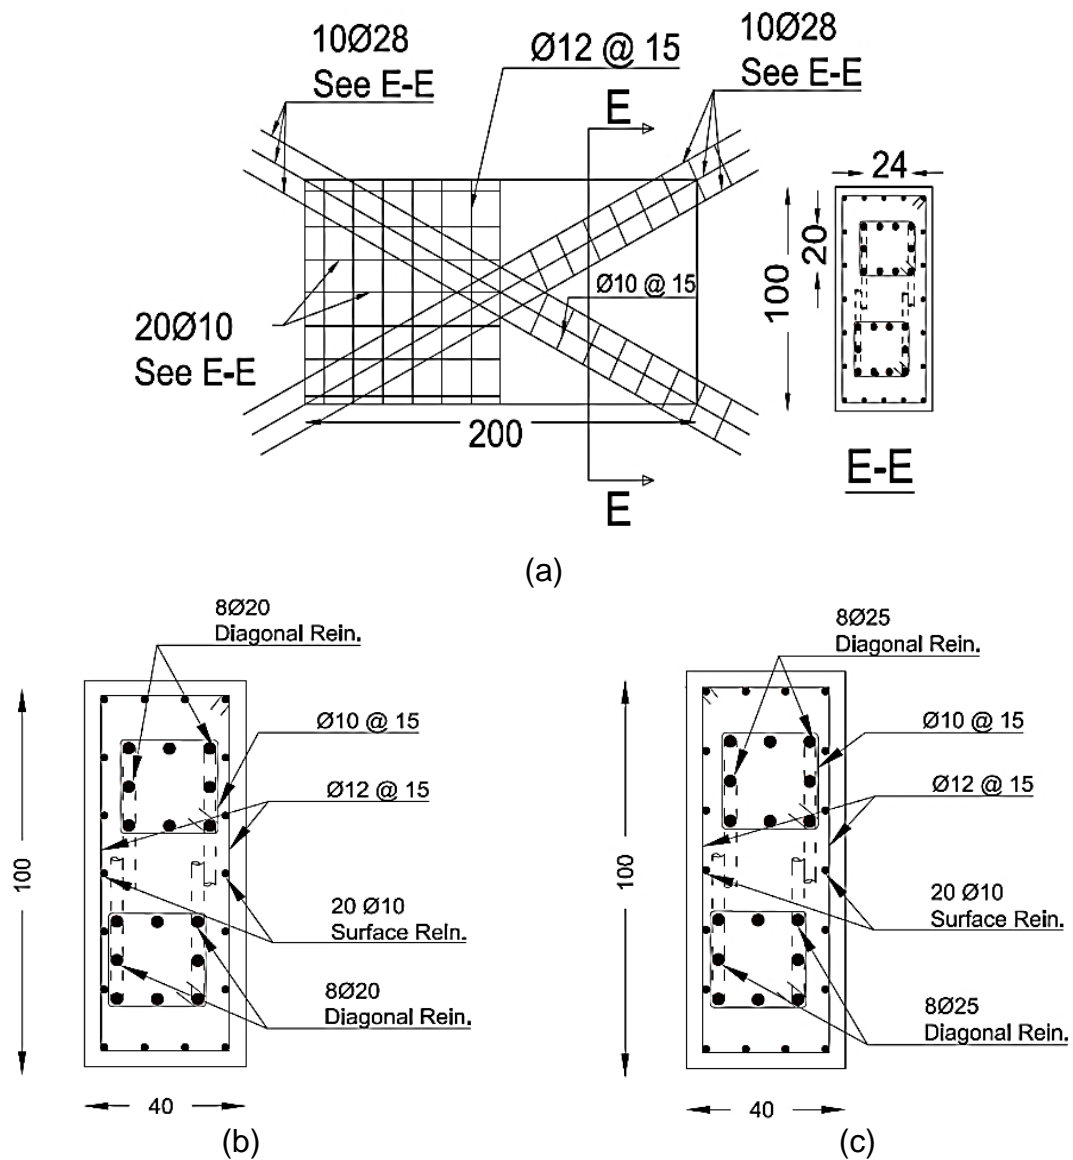 10Ø28
See E-E
Ø12 @ 15
10Ø28
See E-E
E
24
20
100
Ø10 @ 15
20Ø10
See E-E
200
E
E-E
(a)
8Ø20
Diagonal Rein.
Ø10 @ 15
Ø12 @ 15
100
20 Ø10
Surface Rein.
8Ø20
Diagonal Rein.
40
(b)
8Ø25
Diagonal Rein.
Ø10 @ 15
Ø12 @ 15
100
20 Ø10
Surface Rein.
8Ø25
Diagonal Rein.
40
(c)